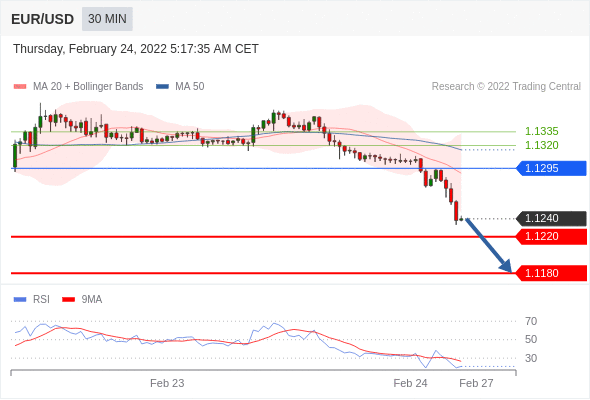 EUR/USD 30 MIN
Thursday, February 24, 2022 5:17:35 AM CET
MA 20 + Bollinger Bands MA 50 Research © 2022 Trading Central
1.1335
1.1320
1.1295
1.1240
1.1220
1.1180
RSI 9MA
70
50
30
Feb 23 Feb 24 Feb 27